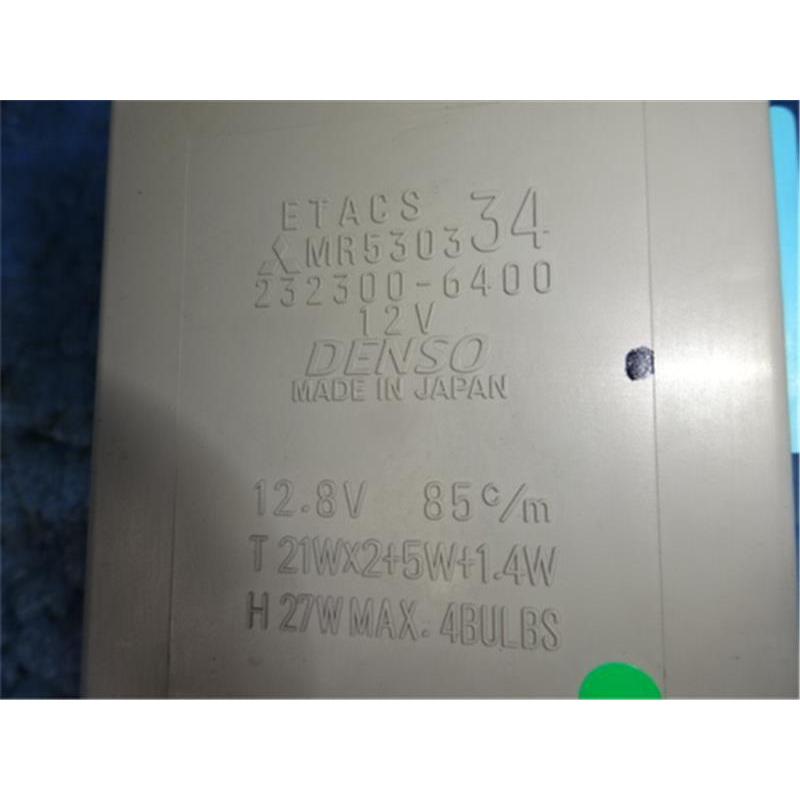 ETACS
MR530334
232300-6400
12V
DENSO
MADE IN JAPAN
12.8V 85c/m
T 21Wx2+5W+1.4W
H 27W MAX. 4BULBS